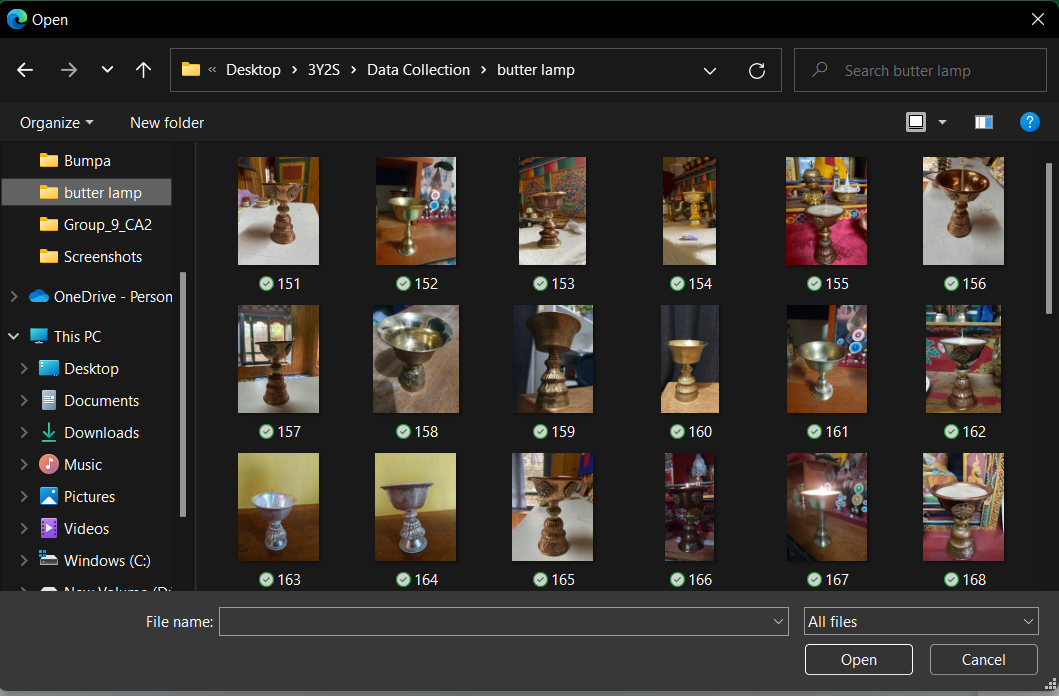 Open
« Desktop > 3Y2S > Data Collection > butter lamp
Search butter lamp
Organize
New folder
Bumpa
butter lamp
Group_9_CA2
Screenshots
OneDrive - Person
This PC
Desktop
Documents
Downloads
Music
Pictures
Videos
Windows (C:)
151 152 153 154 155 156
157 158 159 160 161 162
163 164 165 166 167 168
File name:
All files
Open
Cancel